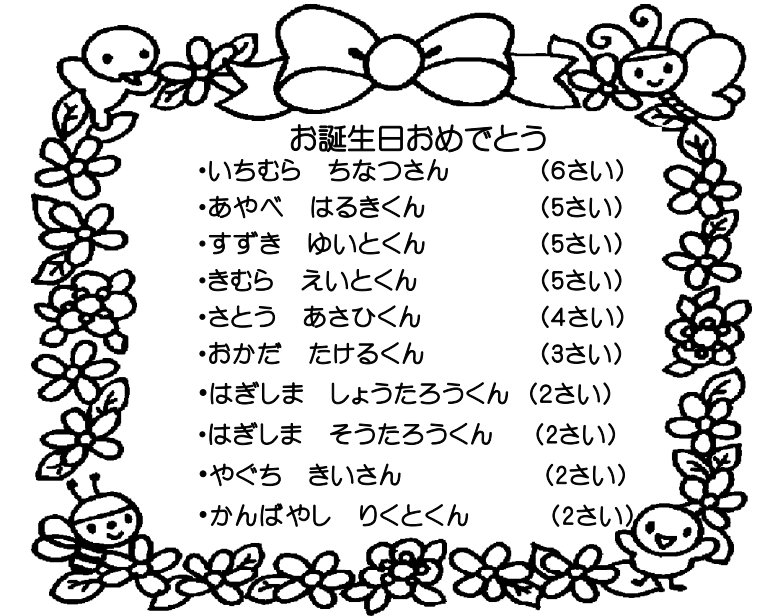 お誕生日おめでとう
・いちむら　ちなつさん　（6さい）
・あやべ　はるきくん　（5さい）
・すずき　ゆいとくん　（5さい）
・きむら　えいとくん　（5さい）
・さとう　あさひくん　（4さい）
・おかだ　たけるくん　（3さい）
・はぎしま　しょうたろうくん　（2さい）
・はぎしま　そうたろうくん　（2さい）
・やぐち　きいさん　（2さい）
・かんばやし　りくとくん　（2さい）